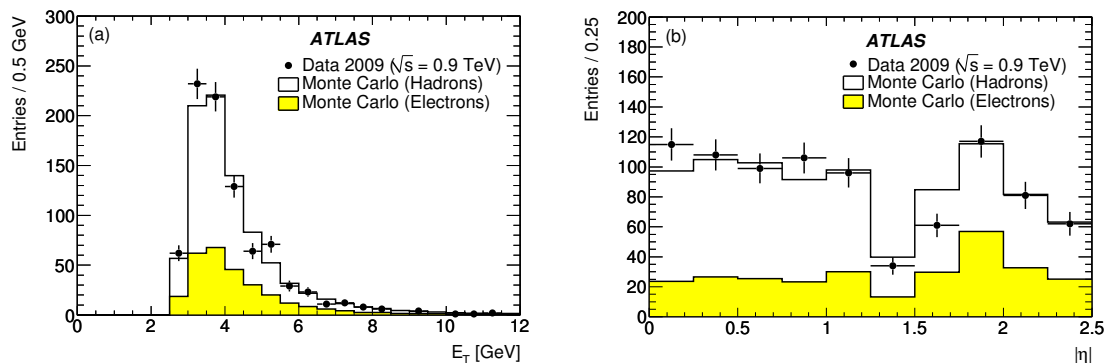 Entries / 0.5 GeV
300
250
200
150
100
50
0
(a)
ATLAS
Data 2009 (√s = 0.9 TeV)
Monte Carlo (Hadrons)
Monte Carlo (Electrons)
0 2 4 6 8 10 12
E_T [GeV]
Entries / 0.25
200
180
160
140
120
100
80
60
40
20
0
(b)
ATLAS
Data 2009 (√s = 0.9 TeV)
Monte Carlo (Hadrons)
Monte Carlo (Electrons)
0 0.5 1 1.5 2 2.5
|η|